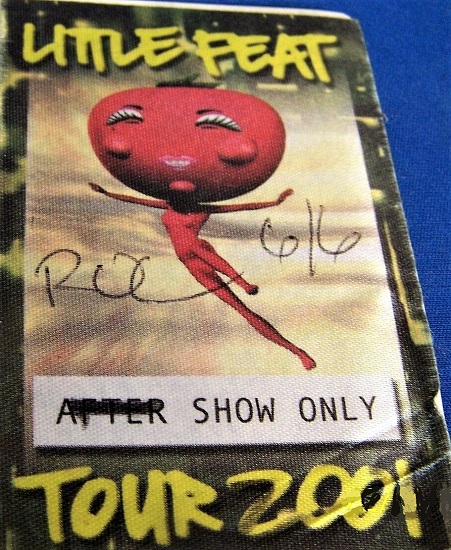 LITTLE FEAT
6/6
AFTER SHOW ONLY
TOUR 2001